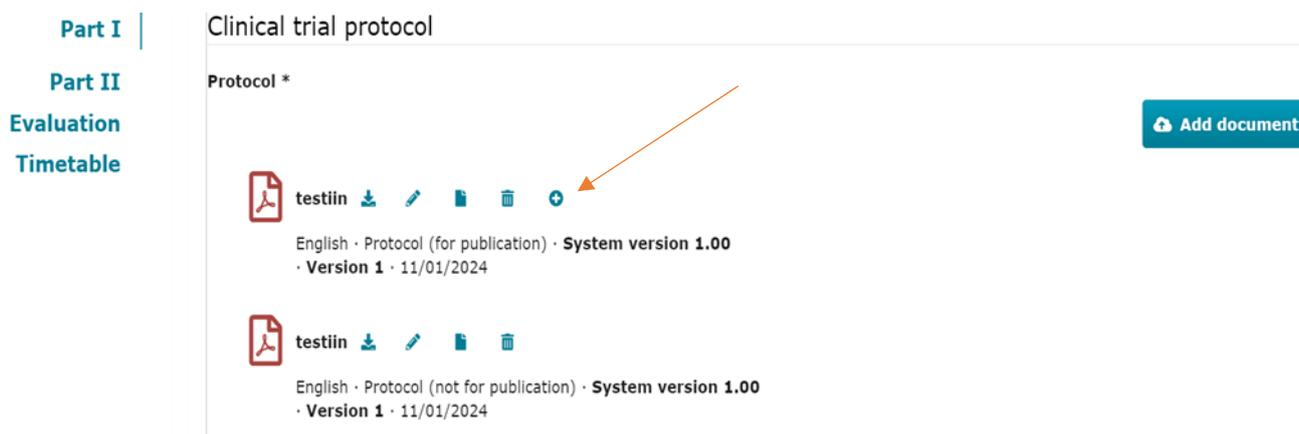 Part I
Clinical trial protocol
Part II
Protocol *
Evaluation
Add document
Timetable
testiin
English · Protocol (for publication) · System version 1.00
· Version 1 · 11/01/2024
testiin
English · Protocol (not for publication) · System version 1.00
· Version 1 · 11/01/2024